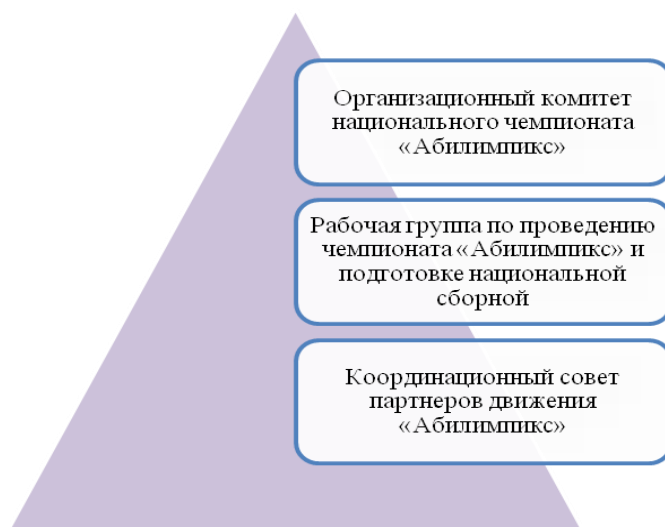 Организационный комитет
национального чемпионата
«Абилимпикс»
Рабочая группа по проведению
чемпионата «Абилимпикс» и
подготовке национальной
сборной
Координационный совет
партнеров движения
«Абилимпикс»